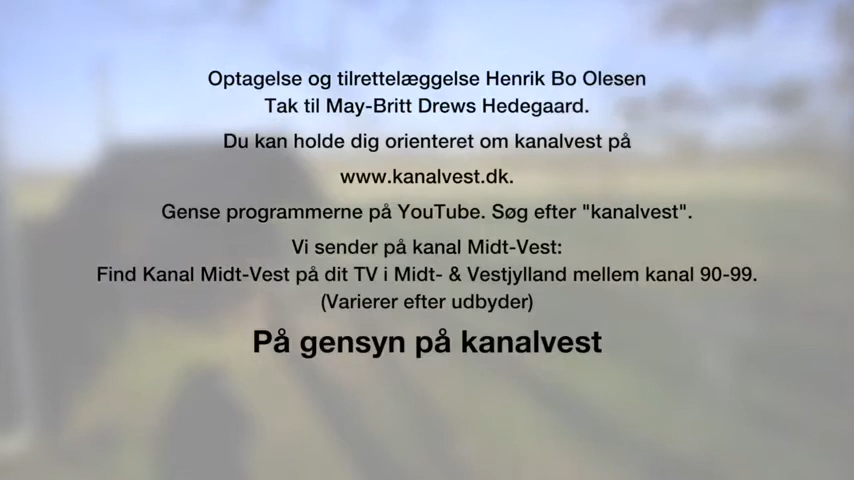 Optagelse og tilrettelæggelse Henrik Bo Olesen
Tak til May-Britt Drews Hedegaard.
Du kan holde dig orienteret om kanalvest på
www.kanalvest.dk.
Gense programmerne på YouTube. Søg efter "kanalvest".
Vi sender på kanal Midt-Vest:
Find Kanal Midt-Vest på dit TV i Midt- & Vestjylland mellem kanal 90-99.
(Varierer efter udbyder)
På gensyn på kanalvest